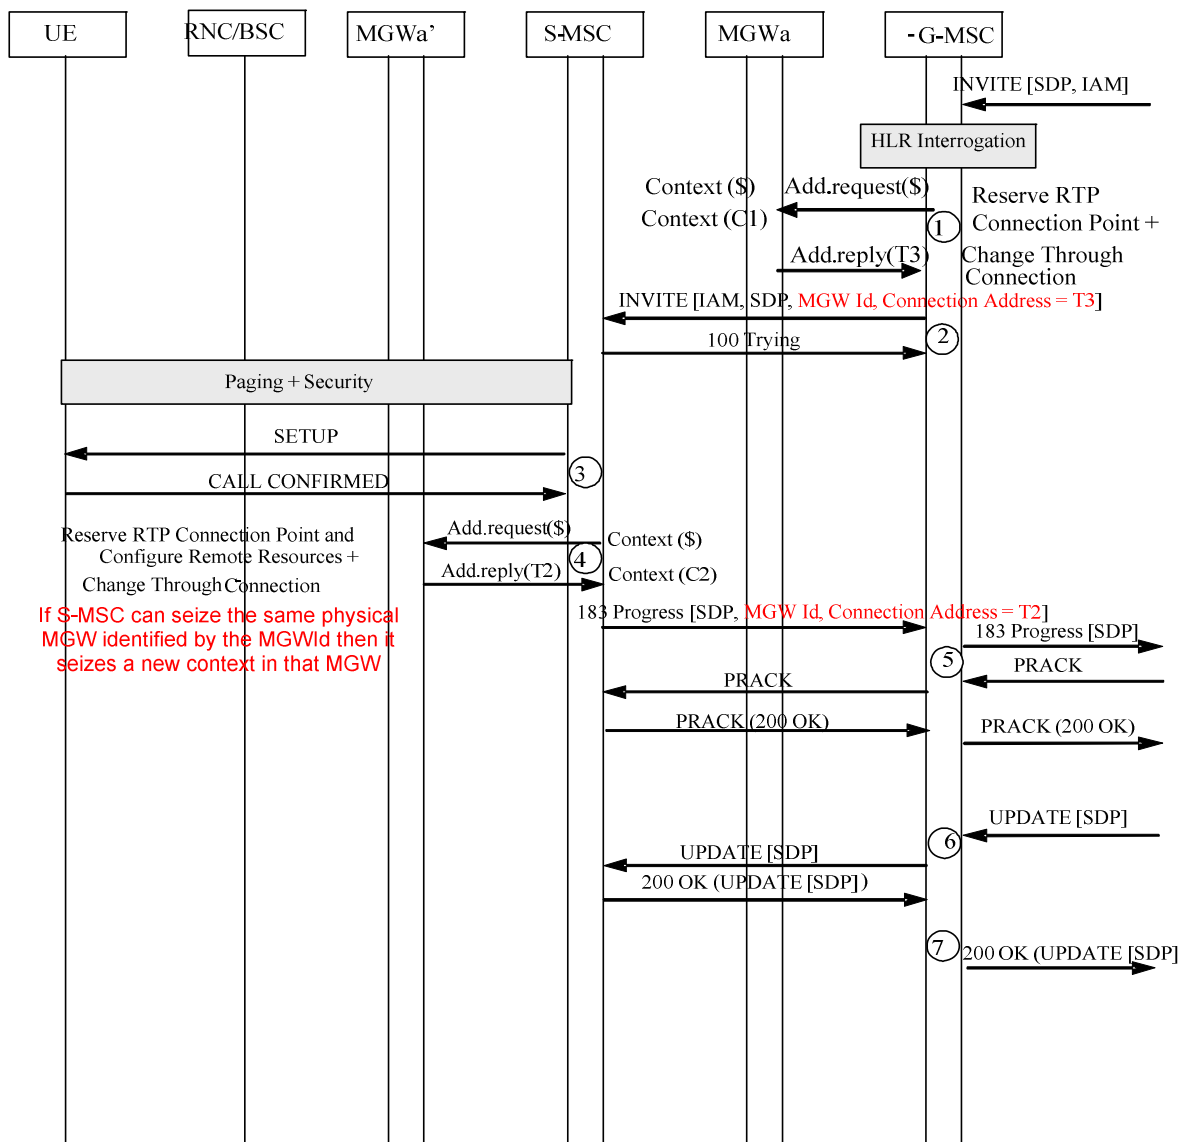 UE
RNC/BSC
MGWa’
S-MSC
MGWa
-G-MSC
INVITE [SDP, IAM]
HLR Interrogation
Context ($)
Add.request($)
Reserve RTP
Context (C1)
1
Connection Point +
Add.reply(T3)
Change Through
Connection
INVITE [IAM, SDP, MGW Id, Connection Address = T3]
2
100 Trying
Paging + Security
SETUP
3
CALL CONFIRMED
Reserve RTP Connection Point and
Configure Remote Resources +
Change Through-Connection
Add.request($)
Context ($)
4
Add.reply(T2)
Context (C2)
If S-MSC can seize the same physical
MGW identified by the MGWId then it
seizes a new context in that MGW
183 Progress [SDP, MGW Id, Connection Address = T2]
183 Progress [SDP]
5
PRACK
PRACK
PRACK (200 OK)
PRACK (200 OK)
UPDATE [SDP]
6
UPDATE [SDP]
200 OK (UPDATE [SDP])
7
200 OK (UPDATE [SDP]